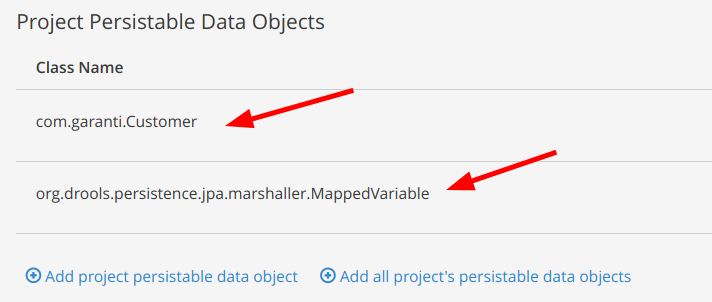 Project Persistable Data Objects
Class Name
com.garanti.Customer
org.drools.persistence.jpa.marshaller.MappedVariable
Add project persistable data object Add all project's persistable data objects